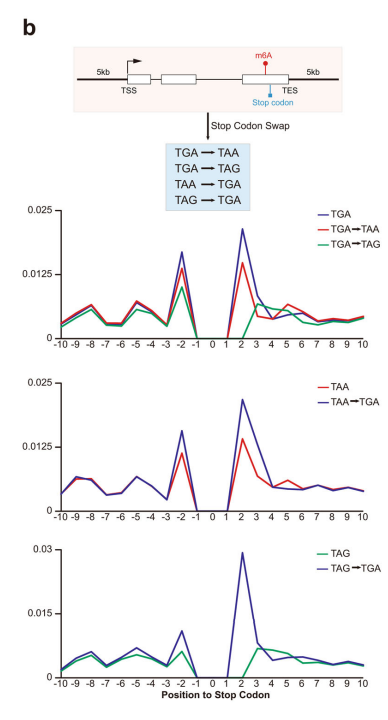 b
m6A
5kb
5kb
TSS
TES
Stop codon
Stop Codon Swap
TGA → TAA
TGA → TAG
TAA → TGA
TAG → TGA
0.025
0.0125
0
TGA
TGA→TAA
TGA→TAG
-10 -9 -8 -7 -6 -5 -4 -3 -2 -1 0 1 2 3 4 5 6 7 8 9 10
0.025
0.0125
0
TAA
TAA→TGA
-10 -9 -8 -7 -6 -5 -4 -3 -2 -1 0 1 2 3 4 5 6 7 8 9 10
0.03
0.015
0
TAG
TAG→TGA
-10 -9 -8 -7 -6 -5 -4 -3 -2 -1 0 1 2 3 4 5 6 7 8 9 10
Position to Stop Codon